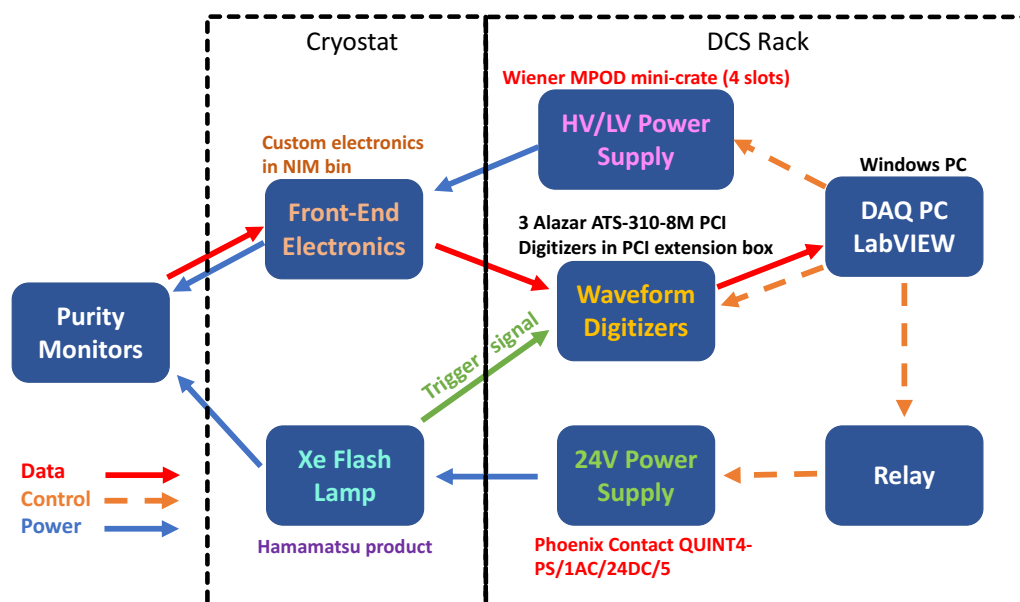 Cryostat
DCS Rack
Wiener MPOD mini-crate (4 slots)
HV/LV Power
Supply
Custom electronics
in NIM bin
Front-End
Electronics
Windows PC
DAQ PC
LabVIEW
3 Alazar ATS-310-8M PCI
Digitizers in PCI extension box
Waveform
Digitizers
Purity
Monitors
Trigger signal
Xe Flash
Lamp
Hamamatsu product
24V Power
Supply
Phoenix Contact QUINT4-
PS/1AC/24DC/5
Relay
Data
Control
Power